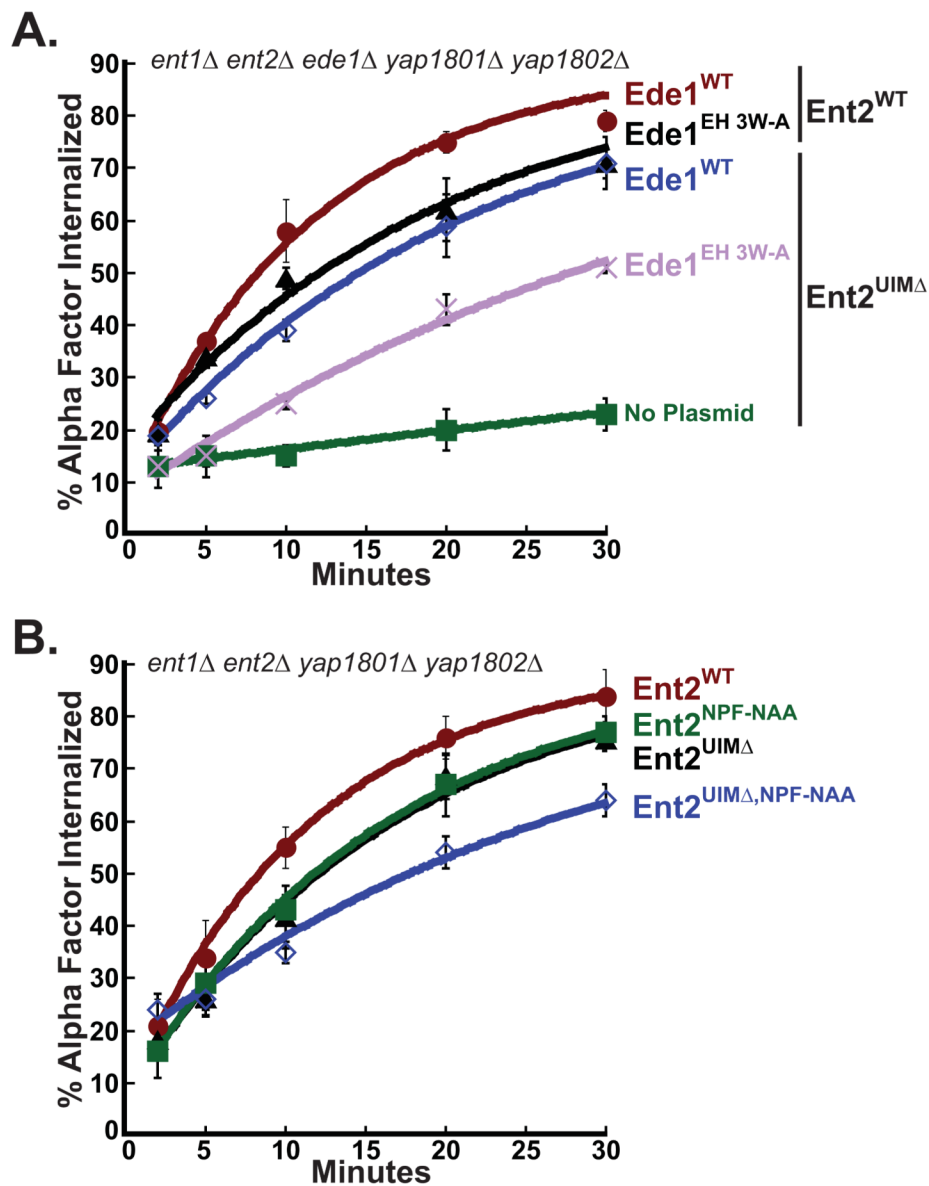 A.
ent1Δ ent2Δ ede1Δ yap1801Δ yap1802Δ
% Alpha Factor Internalized
90
80
70
60
50
40
30
20
10
0
0 5 10 15 20 25 30
Minutes
Ede1WT
Ede1EH 3W-A
Ede1WT
Ede1EH 3W-A
No Plasmid
Ent2WT
Ent2UIMΔ
B.
ent1Δ ent2Δ yap1801Δ yap1802Δ
% Alpha Factor Internalized
90
80
70
60
50
40
30
20
10
0
0 5 10 15 20 25 30
Minutes
Ent2WT
Ent2NPF-NAA
Ent2UIMΔ
Ent2UIMΔ,NPF-NAA